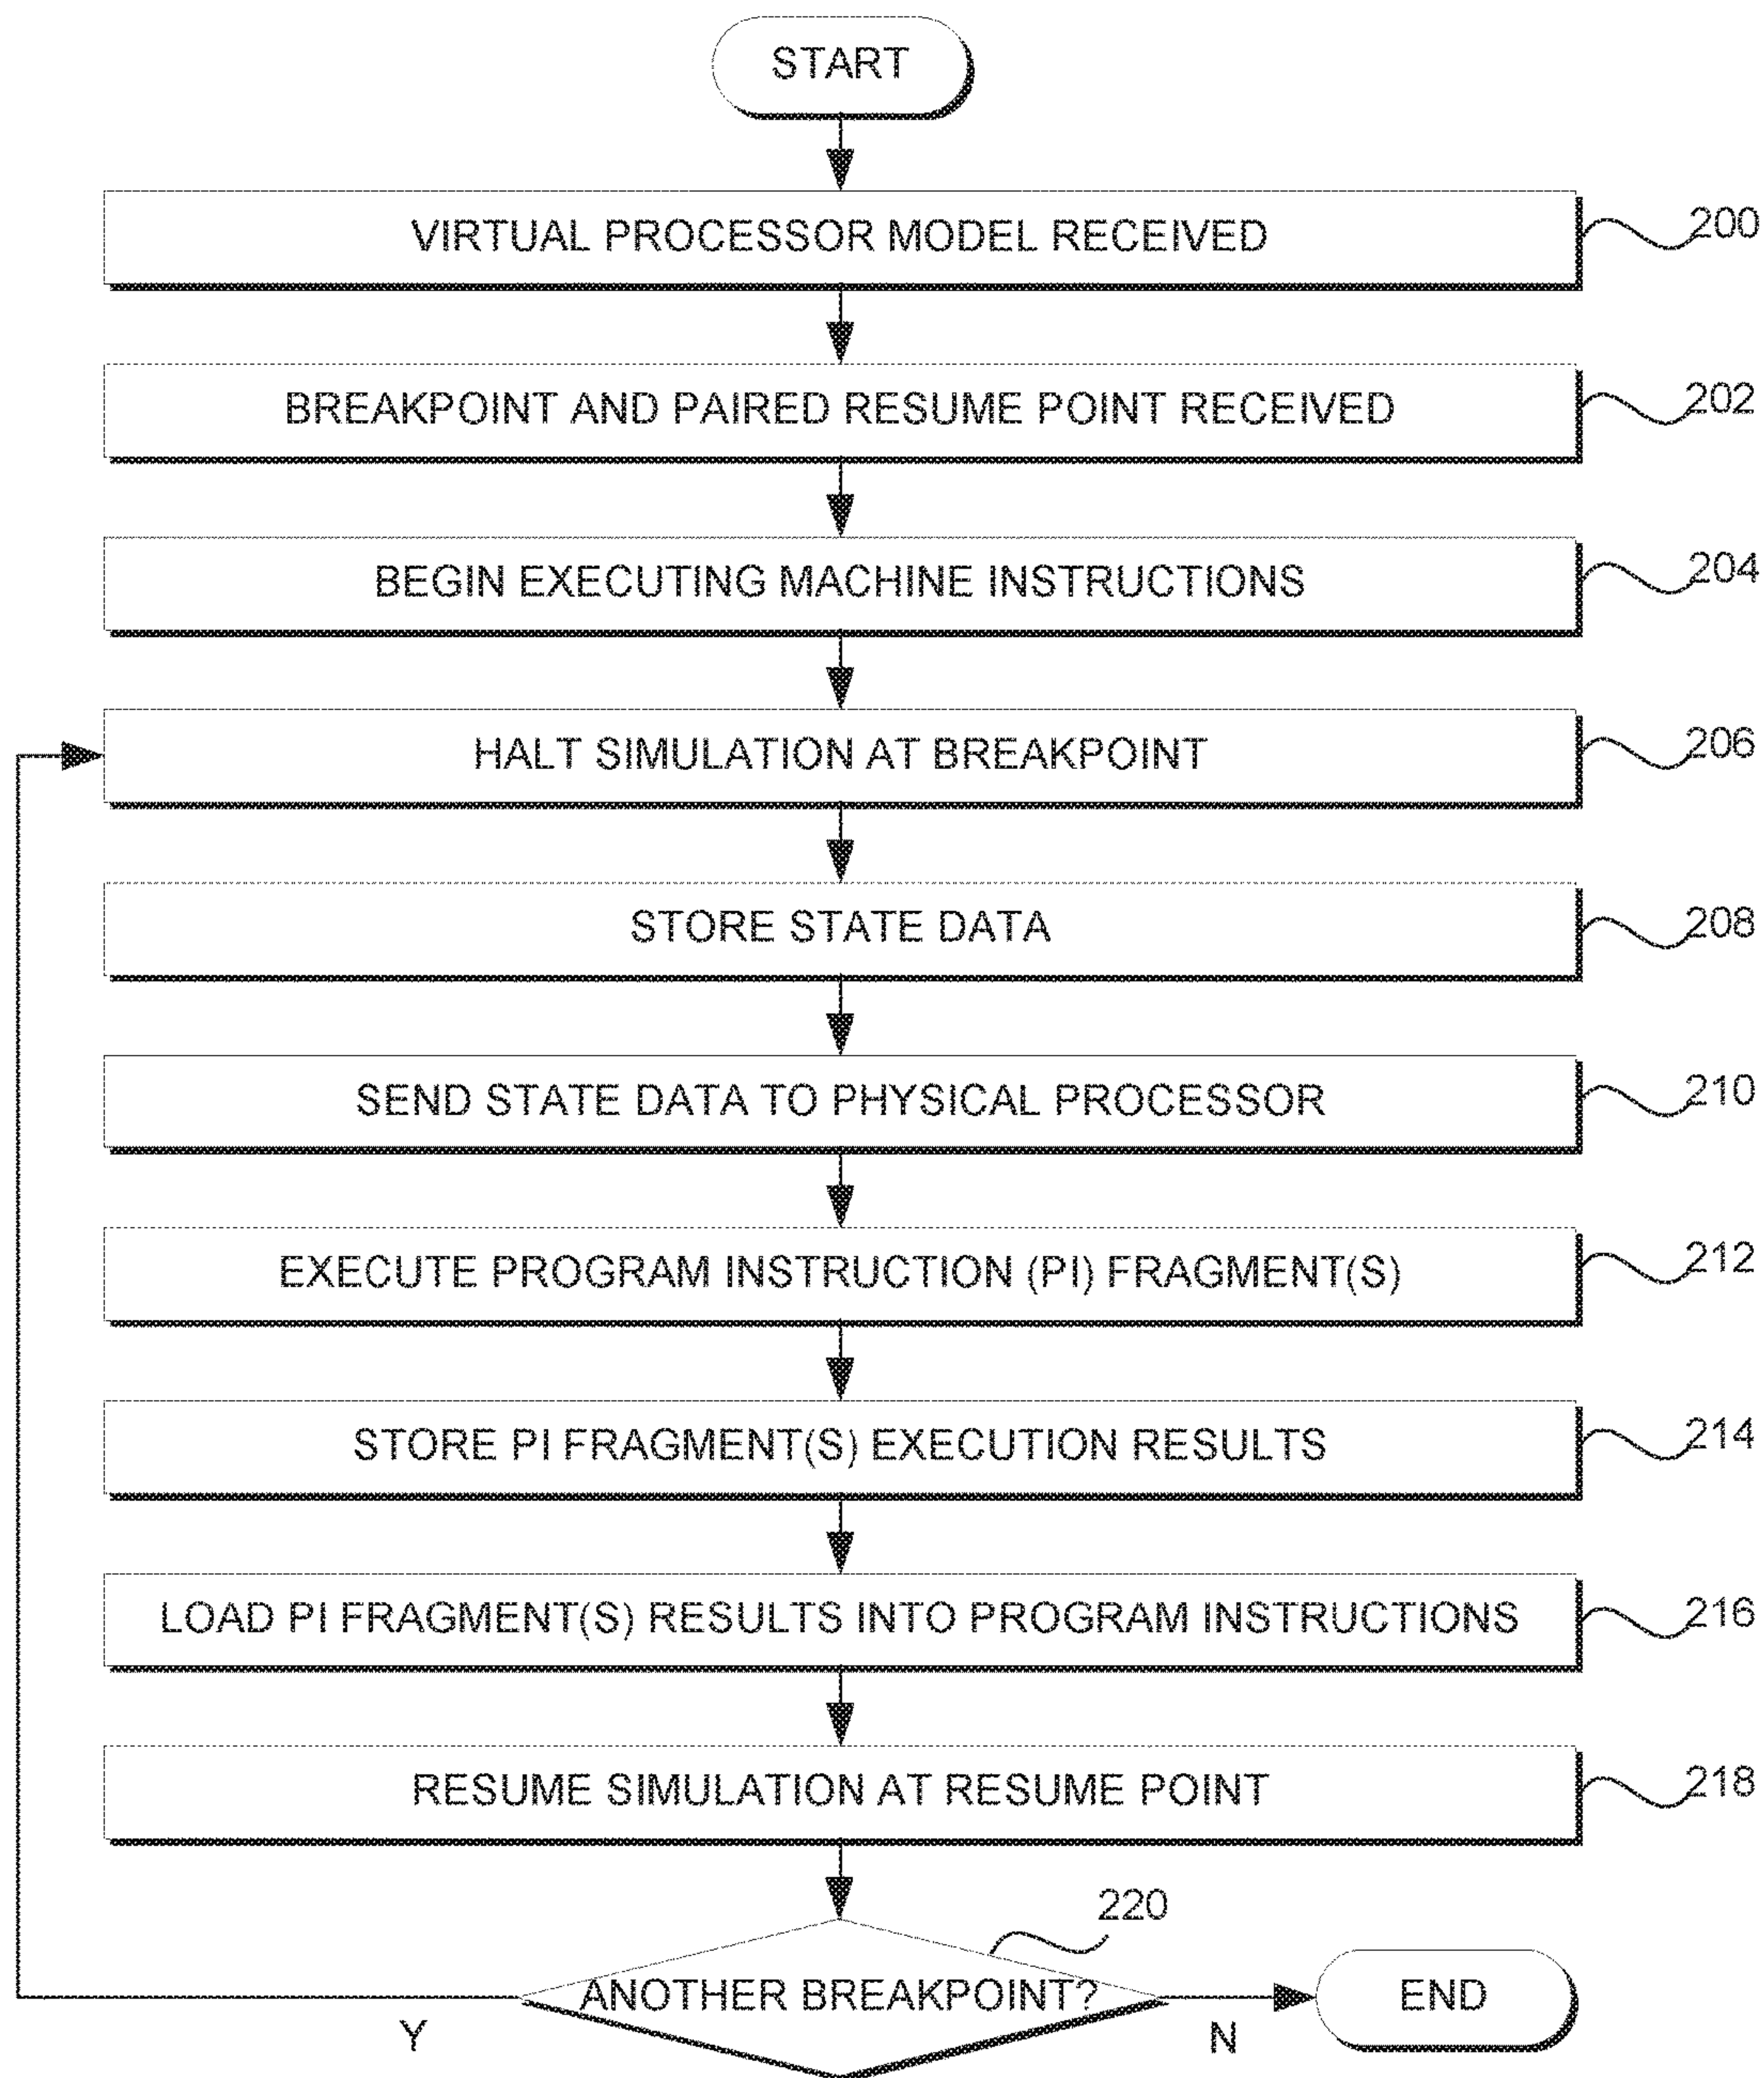 START
VIRTUAL PROCESSOR MODEL RECEIVED
200
BREAKPOINT AND PAIRED RESUME POINT RECEIVED
202
BEGIN EXECUTING MACHINE INSTRUCTIONS
204
HALT SIMULATION AT BREAKPOINT
206
STORE STATE DATA
208
SEND STATE DATA TO PHYSICAL PROCESSOR
210
EXECUTE PROGRAM INSTRUCTION (PI) FRAGMENT(S)
212
STORE PI FRAGMENT(S) EXECUTION RESULTS
214
LOAD PI FRAGMENT(S) RESULTS INTO PROGRAM INSTRUCTIONS
216
RESUME SIMULATION AT RESUME POINT
218
220
ANOTHER BREAKPOINT?
END
Y
N